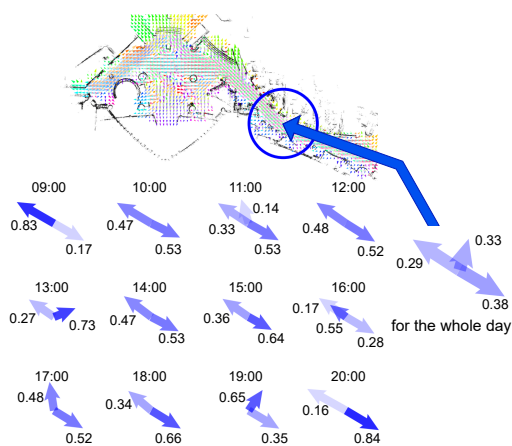 09:00 10:00 11:00 12:00
0.83 0.17 0.47 0.53 0.14 0.33 0.53 0.48 0.52
0.33 0.29 0.38
13:00 14:00 15:00 16:00
0.27 0.73 0.47 0.53 0.36 0.64 0.17 0.55 0.28
for the whole day
17:00 18:00 19:00 20:00
0.48 0.52 0.34 0.66 0.65 0.35 0.16 0.84